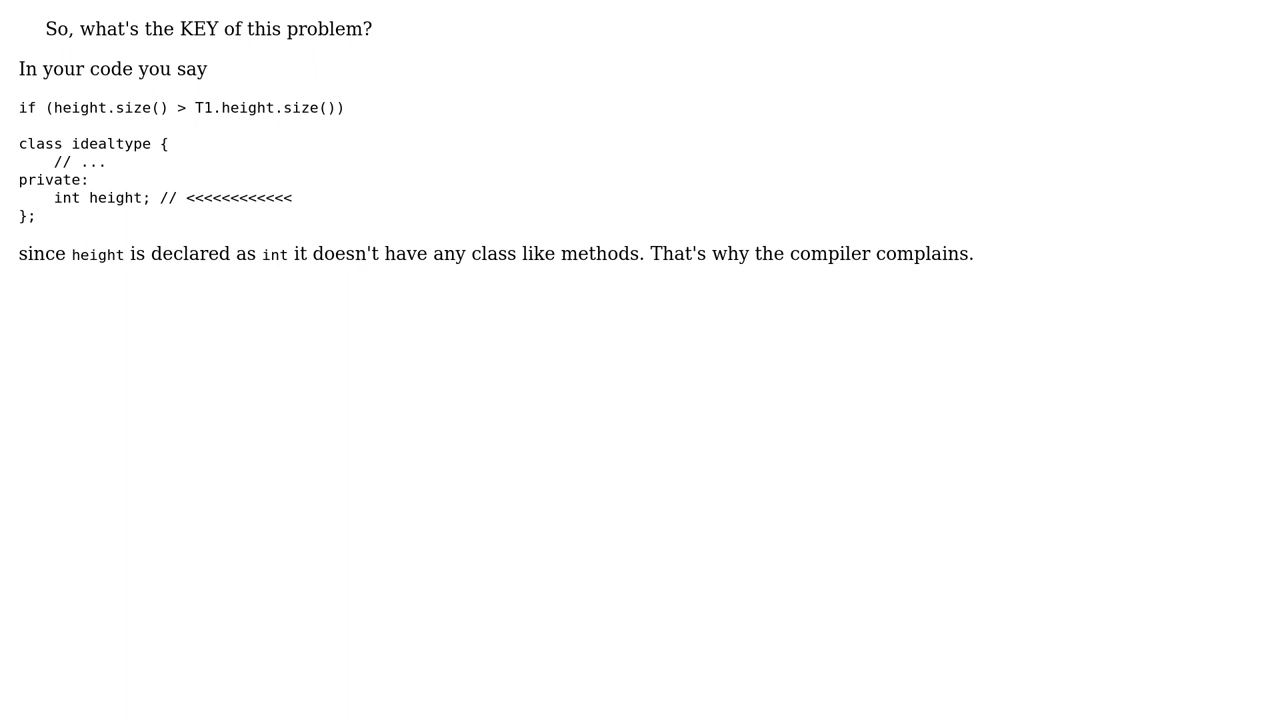 So, what's the KEY of this problem?
In your code you say
if (height.size() > T1.height.size())
class idealtype {
    // ...
private:
    int height; // <<<<<<<<<<<<
};
since height is declared as int it doesn't have any class like methods. That's why the compiler complains.